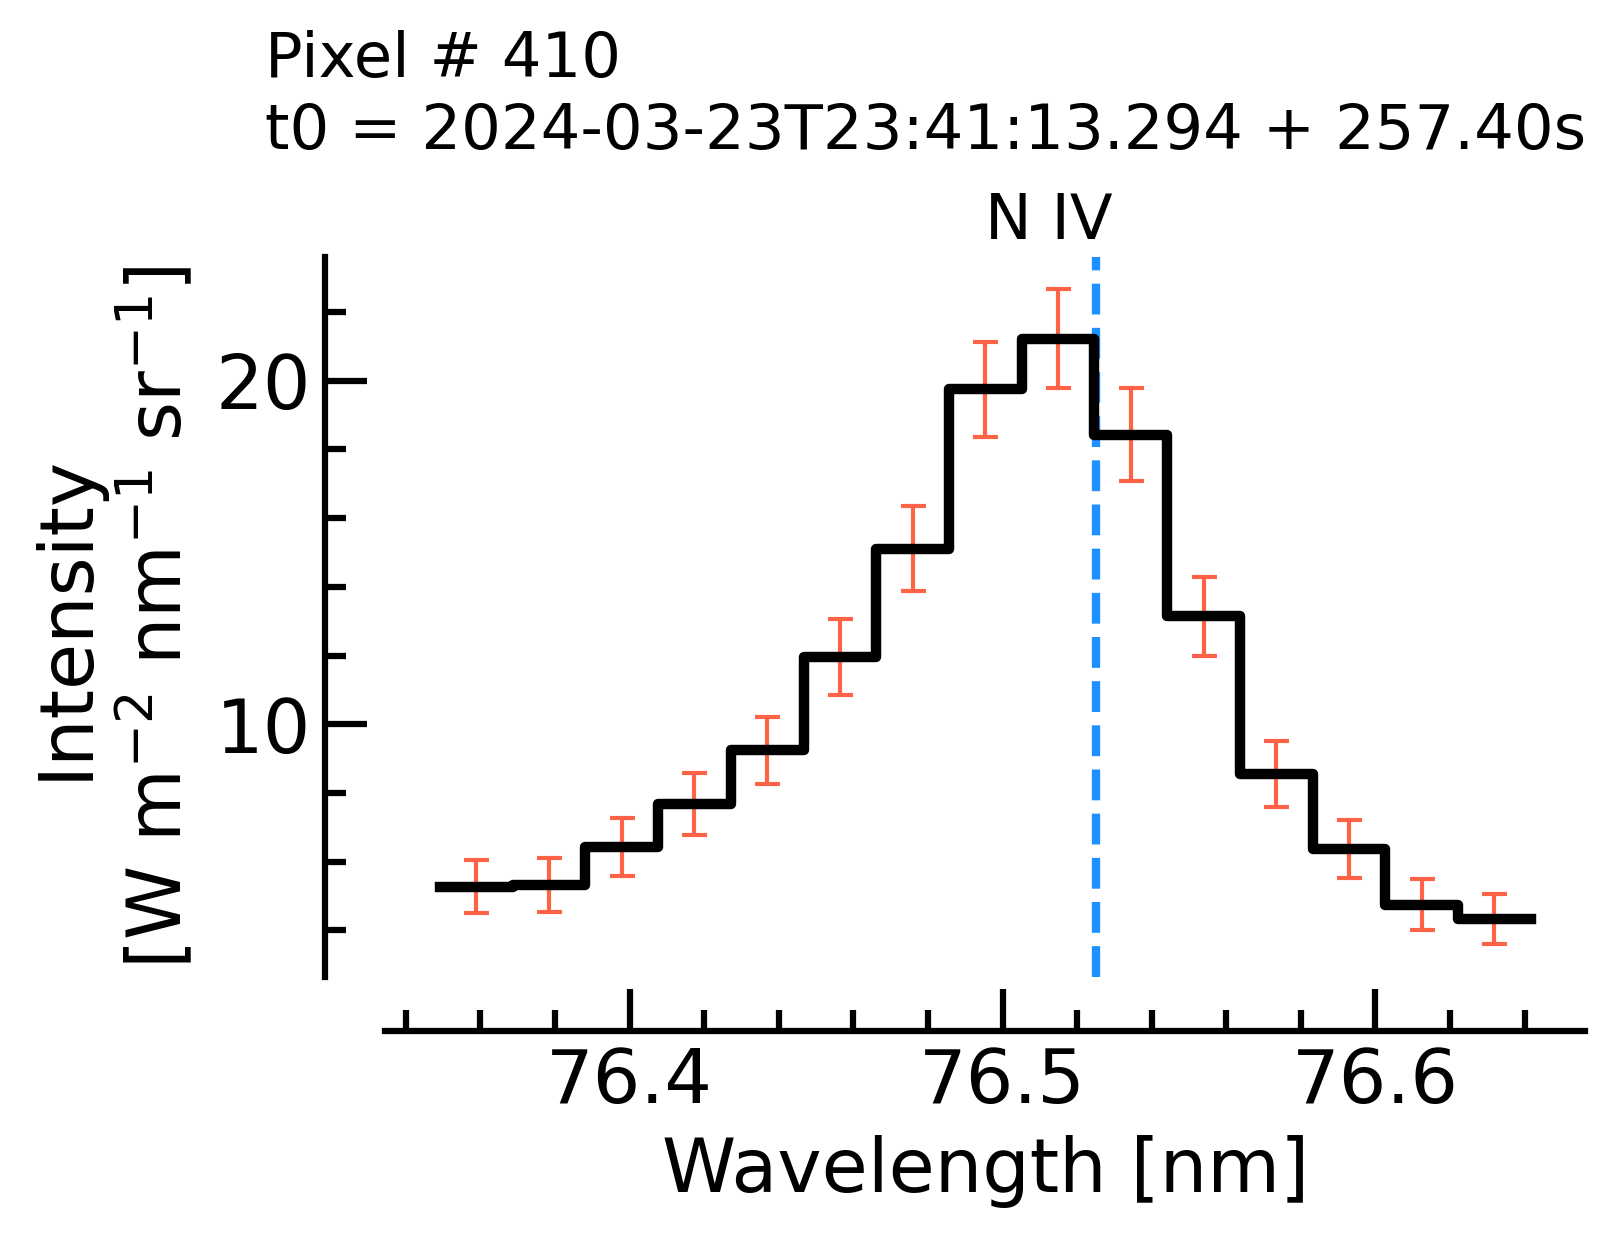 Pixel # 410
t0 = 2024-03-23T23:41:13.294 + 257.40s
N IV
Intensity
[W m⁻² nm⁻¹ sr⁻¹]
20
10
76.4 76.5 76.6
Wavelength [nm]